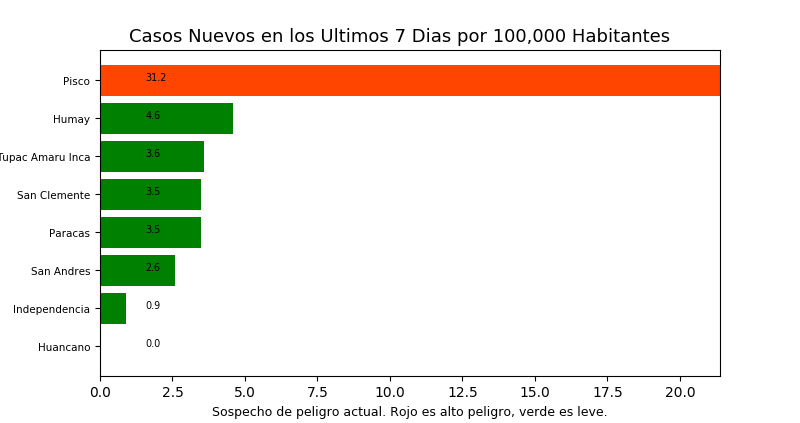 Casos Nuevos en los Ultimos 7 Dias por 100,000 Habitantes
Pisco 31.2
Humay 4.6
Tupac Amaru Inca 3.6
San Clemente 3.5
Paracas 3.5
San Andres 2.6
Independencia 0.9
Huancano 0.0
0.0 2.5 5.0 7.5 10.0 12.5 15.0 17.5 20.0
Sospecho de peligro actual. Rojo es alto peligro, verde es leve.